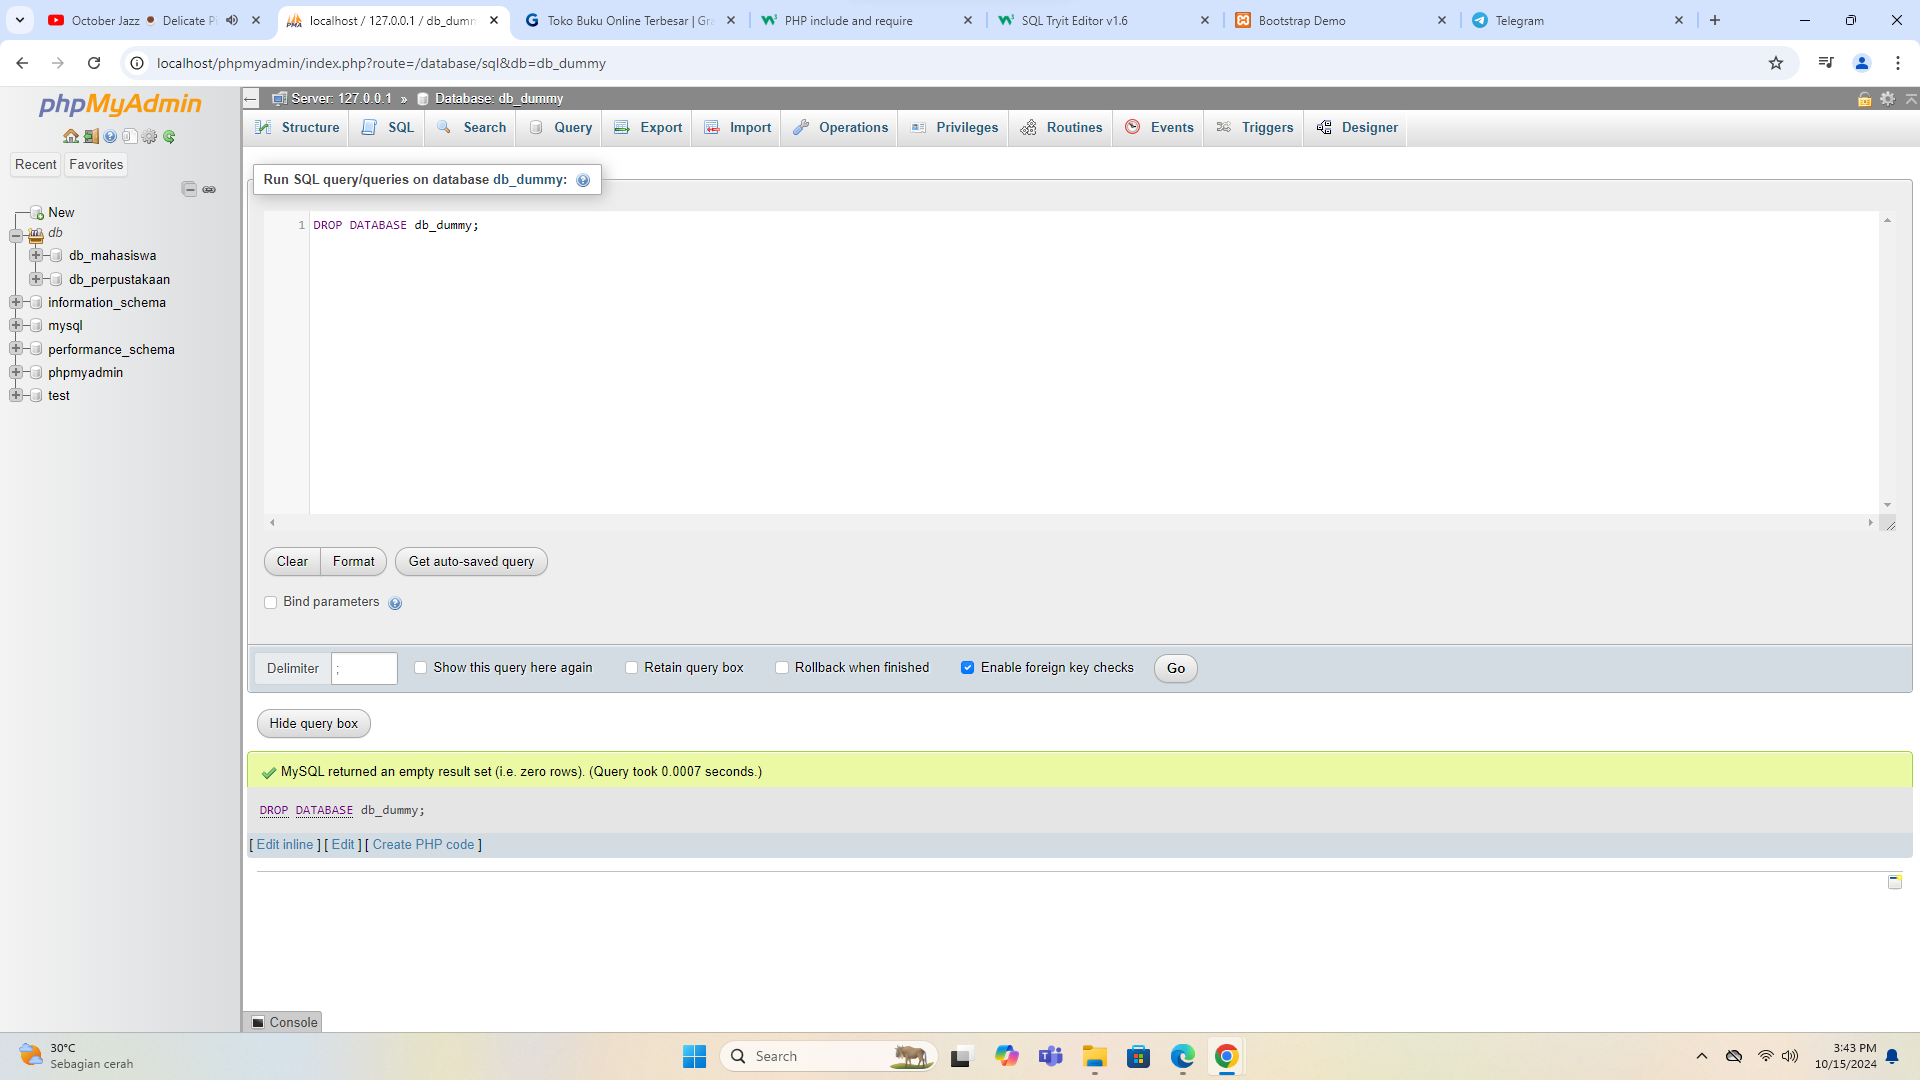 October Jazz ☕ Delicate Pi
localhost / 127.0.0.1 / db_dumm
Toko Buku Online Terbesar | Gra
PHP include and require
SQL Tryit Editor v1.6
Bootstrap Demo
Telegram
localhost/phpmyadmin/index.php?route=/database/sql&db=db_dummy
phpMyAdmin
Recent
Favorites
New
db
db_mahasiswa
db_perpustakaan
information_schema
mysql
performance_schema
phpmyadmin
test
Server: 127.0.0.1 » Database: db_dummy
Structure
SQL
Search
Query
Export
Import
Operations
Privileges
Routines
Events
Triggers
Designer
Run SQL query/queries on database db_dummy:
1 DROP DATABASE db_dummy;
Clear
Format
Get auto-saved query
Bind parameters
Delimiter ;
Show this query here again
Retain query box
Rollback when finished
Enable foreign key checks
Go
Hide query box
MySQL returned an empty result set (i.e. zero rows). (Query took 0.0007 seconds.)
DROP DATABASE db_dummy;
[ Edit inline ] [ Edit ] [ Create PHP code ]
Console
30°C
Sebagian cerah
Search
3:43 PM
10/15/2024